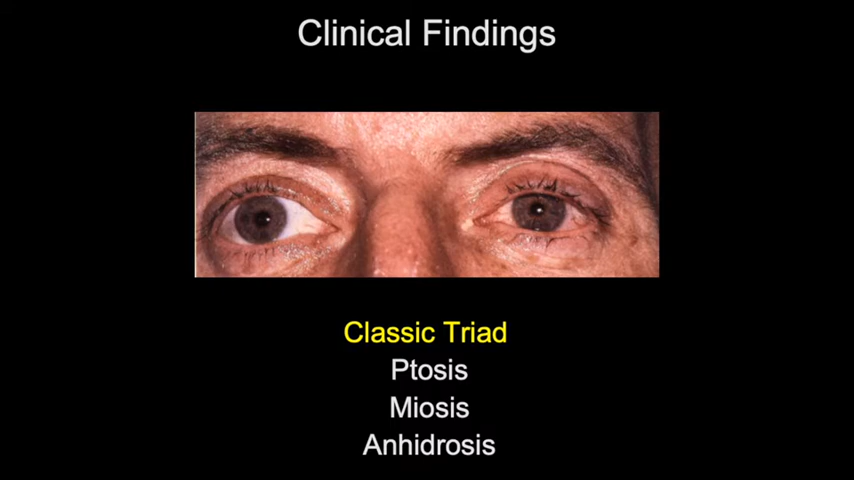 Clinical Findings
Classic Triad
Ptosis
Miosis
Anhidrosis